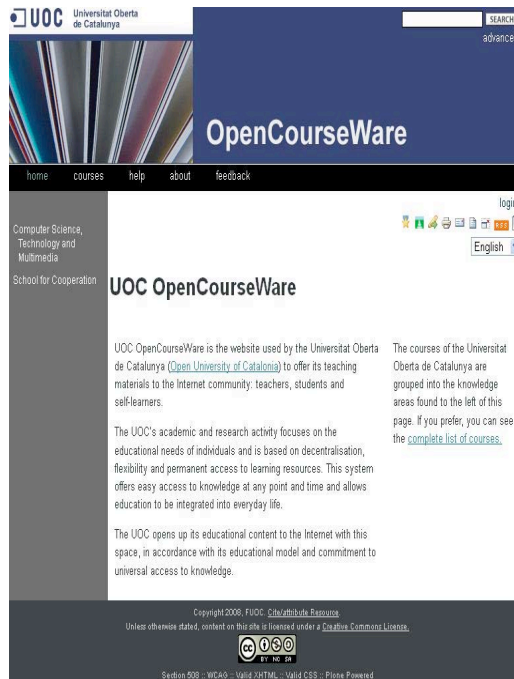 UOC Universitat Oberta
de Catalunya
SEARCH
advance
OpenCourseWare
home courses help about feedback
login
RSS
English
Computer Science,
Technology and
Multimedia
School for Cooperation
UOC OpenCourseWare
UOC OpenCourseWare is the website used by the Universitat Oberta
de Catalunya (Open University of Catalonia) to offer its teaching
materials to the Internet community: teachers, students and
self-learners.
The UOC's academic and research activity focuses on the
educational needs of individuals and is based on decentralisation,
flexibility and permanent access to learning resources. This system
offers easy access to knowledge at any point and time and allows
education to be integrated into everyday life.
The UOC opens up its educational content to the Internet with this
space, in accordance with its educational model and commitment to
universal access to knowledge.
The courses of the Universitat
Oberta de Catalunya are
grouped into the knowledge
areas found to the left of this
page. If you prefer, you can see
the complete list of courses.
Copyright 2008, FUOC. Cite/attribute Resource.
Unless otherwise stated, content on this site is licensed under a Creative Commons License.
cc
BY NC SA
Section 508 :: WCAG :: Valid XHTML :: Valid CSS :: Plone Powered